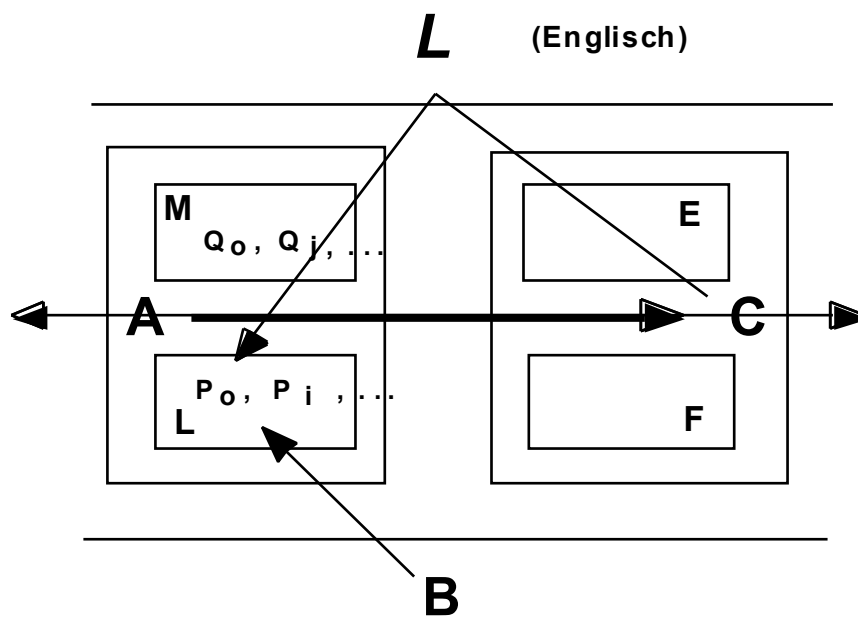 L (Englisch)
M
E
Qo, Qj, ...
A
C
Po, Pi , ...
L
F
B